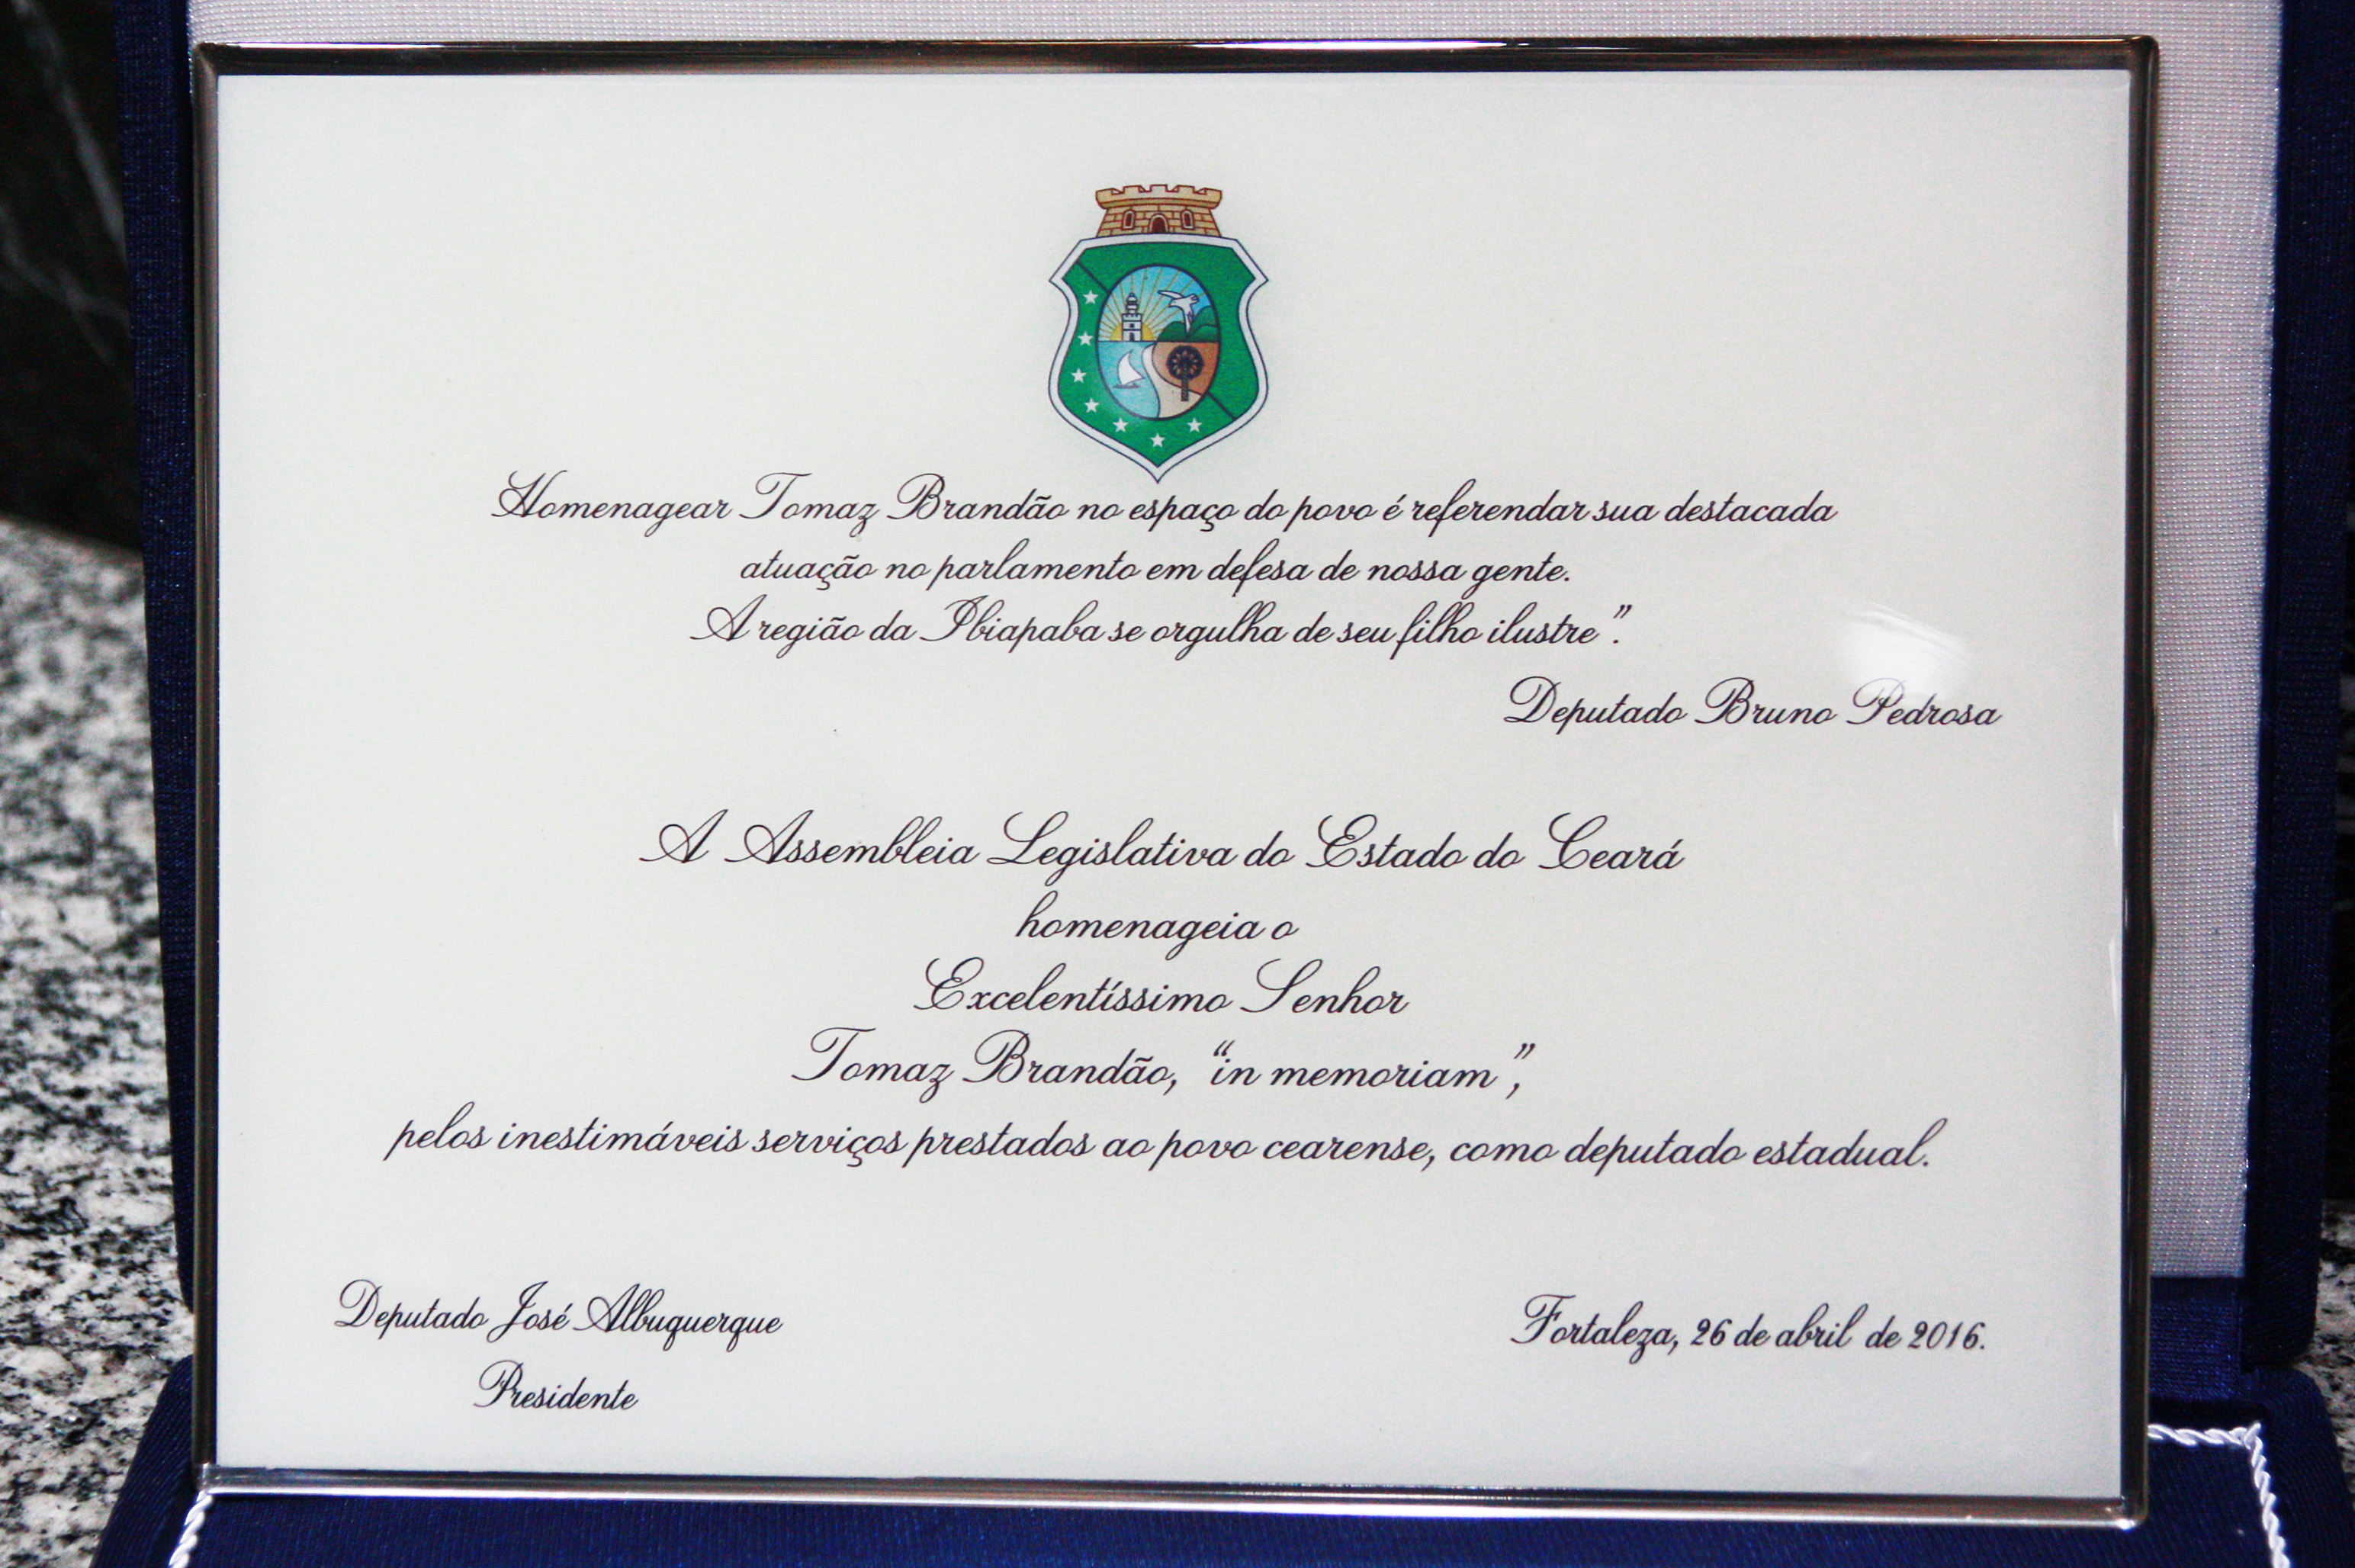 Homenagear Tomaz Brandão no espaço do povo é referendar sua destacada
atuação no parlamento em defesa de nossa gente.
A região da Ibiapaba se orgulha de seu filho ilustre".
Deputado Bruno Pedrosa
A Assembleia Legislativa do Estado do Ceará
homenageia o
Excelentíssimo Senhor
Tomaz Brandão, "in memoriam",
pelos inestimáveis serviços prestados ao povo cearense, como deputado estadual.
Deputado José Albuquerque
Presidente
Fortaleza, 26 de abril de 2016.